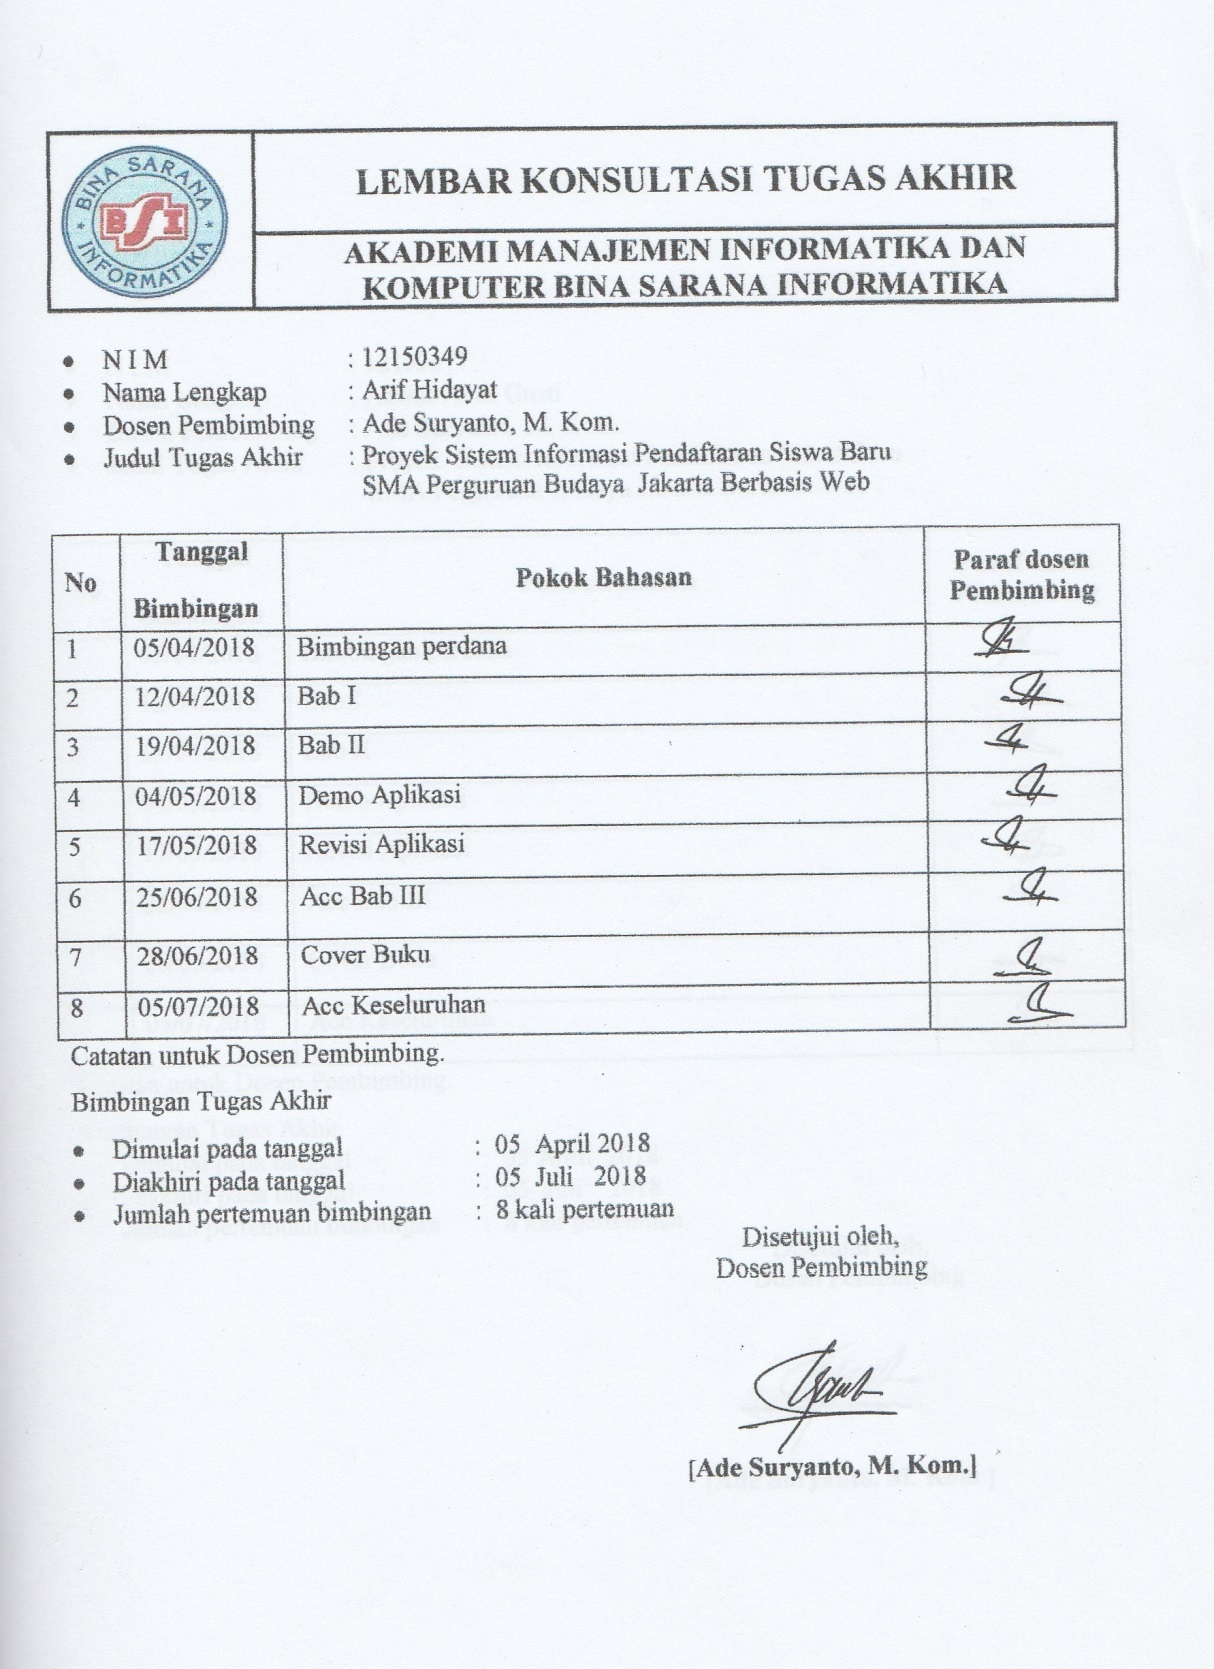 BINA SARANA INFORMATIKA
BSI
LEMBAR KONSULTASI TUGAS AKHIR
AKADEMI MANAJEMEN INFORMATIKA DAN
KOMPUTER BINA SARANA INFORMATIKA
• N I M : 12150349
• Nama Lengkap : Arif Hidayat
• Dosen Pembimbing : Ade Suryanto, M. Kom.
• Judul Tugas Akhir : Proyek Sistem Informasi Pendaftaran Siswa Baru
SMA Perguruan Budaya Jakarta Berbasis Web
No Tanggal Bimbingan Pokok Bahasan Paraf dosen Pembimbing
1 05/04/2018 Bimbingan perdana
2 12/04/2018 Bab I
3 19/04/2018 Bab II
4 04/05/2018 Demo Aplikasi
5 17/05/2018 Revisi Aplikasi
6 25/06/2018 Acc Bab III
7 28/06/2018 Cover Buku
8 05/07/2018 Acc Keseluruhan
Catatan untuk Dosen Pembimbing.
Bimbingan Tugas Akhir
• Dimulai pada tanggal : 05 April 2018
• Diakhiri pada tanggal : 05 Juli 2018
• Jumlah pertemuan bimbingan : 8 kali pertemuan
Disetujui oleh,
Dosen Pembimbing
[Ade Suryanto, M. Kom.]